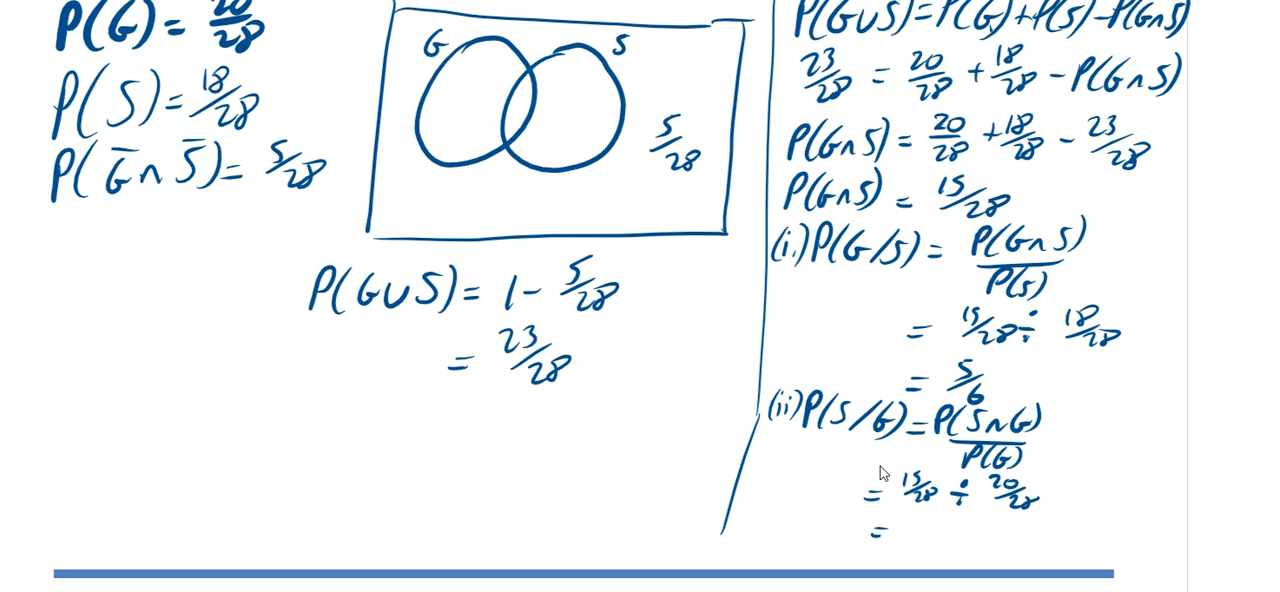 P(G) = 20/28
P(S) = 18/28
P(G̅ ∩ S̅) = 5/28
G
S
5/28
P(G∪S) = 1 - 5/28
= 23/28
P(G∪S) = P(G) + P(S) - P(G∩S)
23/28 = 20/28 + 18/28 - P(G∩S)
P(G∩S) = 20/28 + 18/28 - 23/28
P(G∩S) = 15/28
(i.) P(G/S) = P(G∩S)/P(S)
= 15/28 ÷ 18/28
= 5/6
(ii) P(S/G) = P(S∩G)/P(G)
= 15/28 ÷ 20/28
=